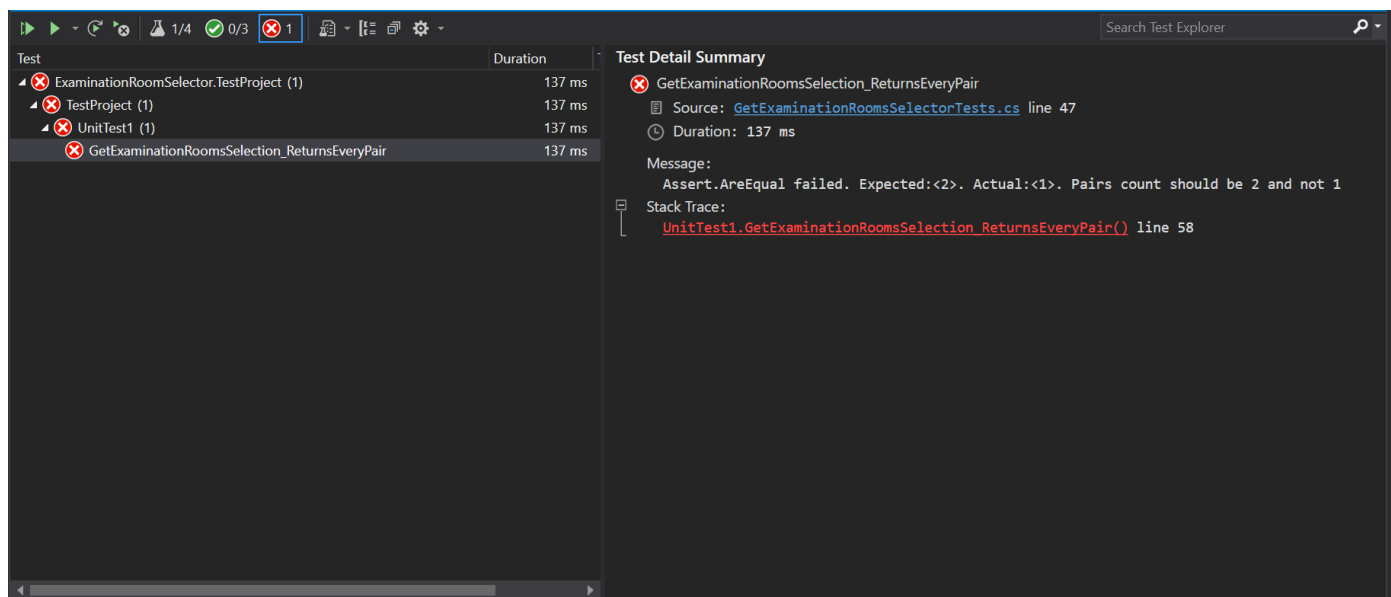 1/4 0/3 1 Search Test Explorer
Test Duration
ExaminationRoomSelector.TestProject (1) 137 ms
TestProject (1) 137 ms
UnitTest1 (1) 137 ms
GetExaminationRoomsSelection_ReturnsEveryPair 137 ms
Test Detail Summary
GetExaminationRoomsSelection_ReturnsEveryPair
Source: GetExaminationRoomsSelectorTests.cs line 47
Duration: 137 ms
Message:
Assert.AreEqual failed. Expected:<2>. Actual:<1>. Pairs count should be 2 and not 1
Stack Trace:
UnitTest1.GetExaminationRoomsSelection_ReturnsEveryPair() line 58